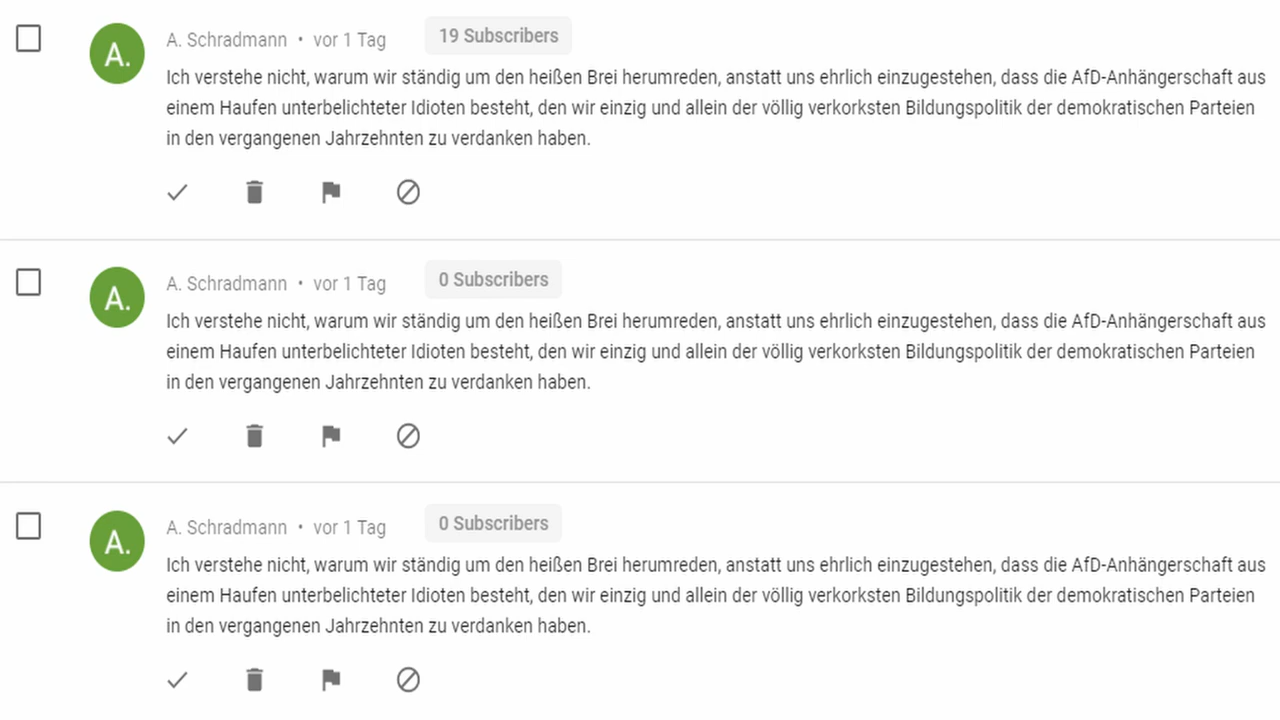 A. Schradmann • vor 1 Tag 19 Subscribers
A.
Ich verstehe nicht, warum wir ständig um den heißen Brei herumreden, anstatt uns ehrlich einzugestehen, dass die AfD-Anhängerschaft aus
einem Haufen unterbelichteter Idioten besteht, den wir einzig und allein der völlig verkorksten Bildungspolitik der demokratischen Parteien
in den vergangenen Jahrzehnten zu verdanken haben.
A. Schradmann • vor 1 Tag 0 Subscribers
A.
Ich verstehe nicht, warum wir ständig um den heißen Brei herumreden, anstatt uns ehrlich einzugestehen, dass die AfD-Anhängerschaft aus
einem Haufen unterbelichteter Idioten besteht, den wir einzig und allein der völlig verkorksten Bildungspolitik der demokratischen Parteien
in den vergangenen Jahrzehnten zu verdanken haben.
A. Schradmann • vor 1 Tag 0 Subscribers
A.
Ich verstehe nicht, warum wir ständig um den heißen Brei herumreden, anstatt uns ehrlich einzugestehen, dass die AfD-Anhängerschaft aus
einem Haufen unterbelichteter Idioten besteht, den wir einzig und allein der völlig verkorksten Bildungspolitik der demokratischen Parteien
in den vergangenen Jahrzehnten zu verdanken haben.